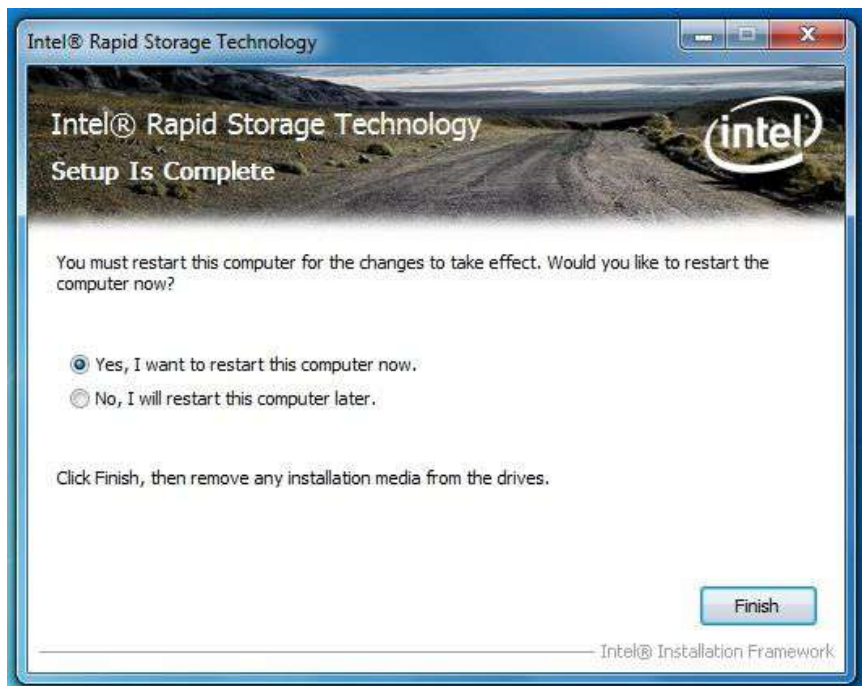 Intel® Rapid Storage Technology
Intel® Rapid Storage Technology
intel
Setup Is Complete
You must restart this computer for the changes to take effect. Would you like to restart the
computer now?
Yes, I want to restart this computer now.
No, I will restart this computer later.
Click Finish, then remove any installation media from the drives.
Finish
Intel® Installation Framework